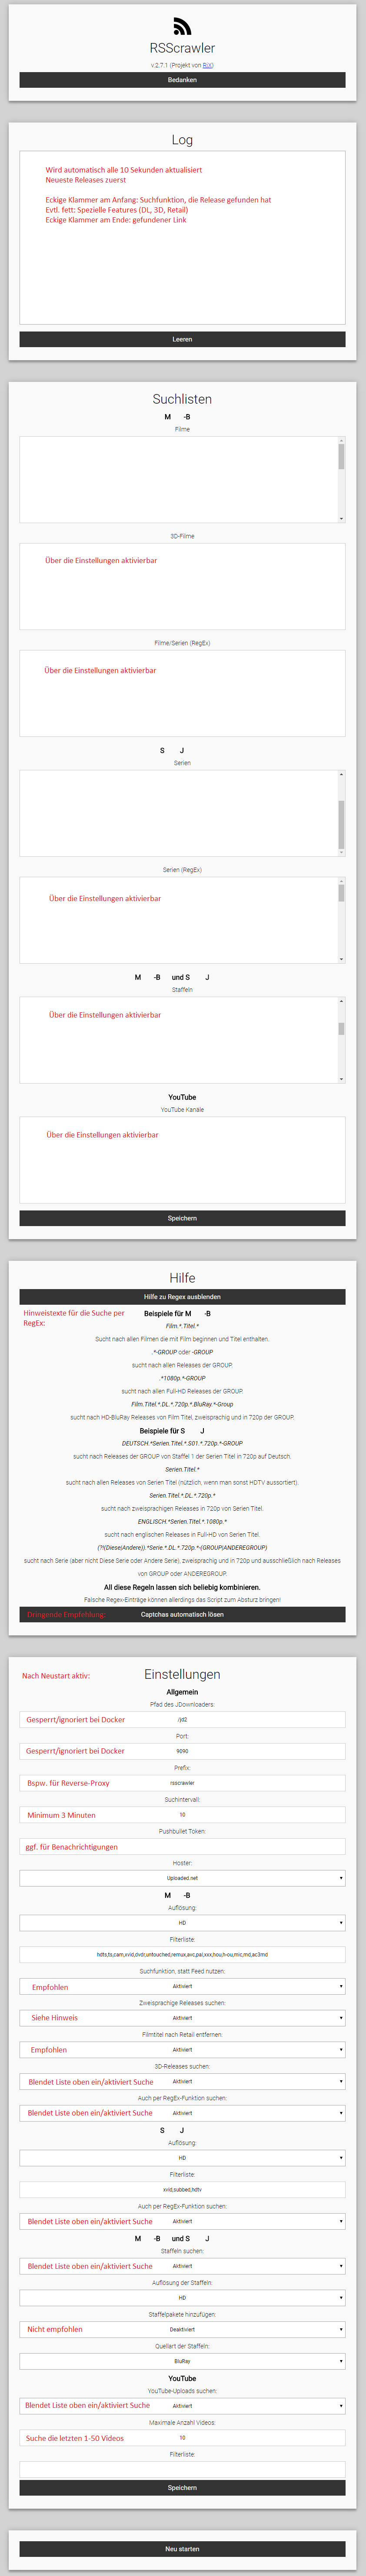 RSScrawler
v.2.7.1 (Projekt von RiX)
Bedanken
Log
Wird automatisch alle 10 Sekunden aktualisiert
Neueste Releases zuerst
Eckige Klammer am Anfang: Suchfunktion, die Release gefunden hat
Evtl. fett: Spezielle Features (DL, 3D, Retail)
Eckige Klammer am Ende: gefundener Link
Leeren
Suchlisten
M -B
Filme
3D-Filme
Über die Einstellungen aktivierbar
Filme/Serien (RegEx)
Über die Einstellungen aktivierbar
S J
Serien
Serien (RegEx)
Über die Einstellungen aktivierbar
M -B und S J
Staffeln
Über die Einstellungen aktivierbar
YouTube
YouTube Kanäle
Über die Einstellungen aktivierbar
Speichern
Hilfe
Hilfe zu Regex ausblenden
Hinweistexte für die Suche per
RegEx:
Beispiele für M -B
Film.*.Titel.*
Sucht nach allen Filmen die mit Film beginnen und Titel enthalten.
.*-GROUP oder -GROUP
sucht nach allen Releases der GROUP.
.*1080p.*-GROUP
sucht nach allen Full-HD Releases der GROUP.
Film.Titel.*.DL.*.720p.*.BluRay.*-Group
sucht nach HD-BluRay Releases von Film Titel, zweisprachig und in 720p der GROUP.
Beispiele für S J
DEUTSCH.*Serien.Titel.*.S01.*.720p.*-GROUP
sucht nach Releases der GROUP von Staffel 1 der Serien Titel in 720p auf Deutsch.
Serien.Titel.*
sucht nach allen Releases von Serien Titel (nützlich, wenn man sonst HDTV aussortiert).
Serien.Titel.*.DL.*.720p.*
sucht nach zweisprachigen Releases in 720p von Serien Titel.
ENGLISCH.*Serien.Titel.*.1080p.*
sucht nach englischen Releases in Full-HD von Serien Titel.
(?!(Diese|Andere)).*Serie.*.DL.*.720p.*-(GROUP|ANDEREGROUP)
sucht nach Serie (aber nicht Diese Serie oder Andere Serie), zweisprachig und in 720p und ausschließlich nach Releases
von GROUP oder ANDEREGROUP.
All diese Regeln lassen sich beliebig kombinieren.
Falsche Regex-Einträge können allerdings das Script zum Absturz bringen!
Dringende Empfehlung: Captchas automatisch lösen
Nach Neustart aktiv:
Einstellungen
Allgemein
Pfad des JDownloaders:
Gesperrt/ignoriert bei Docker /jd2
Port:
Gesperrt/ignoriert bei Docker 9090
Prefix:
Bspw. für Reverse-Proxy rsscrawler
Suchintervall:
Minimum 3 Minuten 10
Pushbullet Token:
ggf. für Benachrichtigungen
Hoster:
Uploaded.net
M -B
Auflösung:
HD
Filterliste:
hdts,ts,cam,xvid,dvdr,untouched,remux,avc,pal,xxx,hou,h-ou,mic,md,ac3md
Suchfunktion, statt Feed nutzen:
Empfohlen Aktiviert
Zweisprachige Releases suchen:
Siehe Hinweis Aktiviert
Filmtitel nach Retail entfernen:
Empfohlen Aktiviert
3D-Releases suchen:
Blendet Liste oben ein/aktiviert Suche Aktiviert
Auch per RegEx-Funktion suchen:
Blendet Liste oben ein/aktiviert Suche Aktiviert
S J
Auflösung:
HD
Filterliste:
xvid,subbed,hdtv
Auch per RegEx-Funktion suchen:
Blendet Liste oben ein/aktiviert Suche Aktiviert
M -B und S J
Staffeln suchen:
Blendet Liste oben ein/aktiviert Suche Aktiviert
Auflösung der Staffeln:
HD
Staffelpakete hinzufügen:
Nicht empfohlen Deaktiviert
Quellart der Staffeln:
BluRay
YouTube
YouTube-Uploads suchen:
Blendet Liste oben ein/aktiviert Suche Aktiviert
Maximale Anzahl Videos:
Suche die letzten 1-50 Videos 10
Filterliste:
Speichern
Neu starten